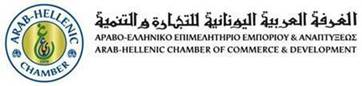 ARAB-HELLENIC
CHAMBER
الغرفة العربية اليونانية للتجارة والتنمية
ΑΡΑΒΟ-ΕΛΛΗΝΙΚΟ ΕΠΙΜΕΛΗΤΗΡΙΟ ΕΜΠΟΡΙΟΥ & ΑΝΑΠΤΥΞΕΩΣ
ARAB-HELLENIC CHAMBER OF COMMERCE & DEVELOPMENT